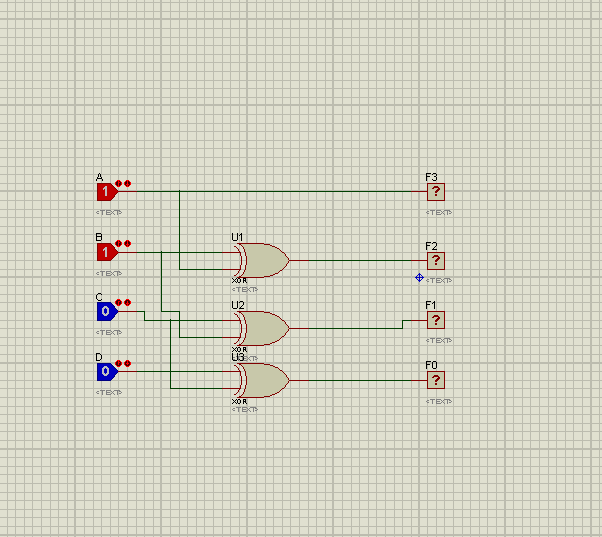 A
F3
1
?
<TEXT>
<TEXT>
B
U1
F2
1
?
XOR
<TEXT>
<TEXT>
<TEXT>
C
U2
F1
0
?
<TEXT>
<TEXT>
XOR
<TEXT>
D
U3
F0
0
?
<TEXT>
XOR
<TEXT>
<TEXT>